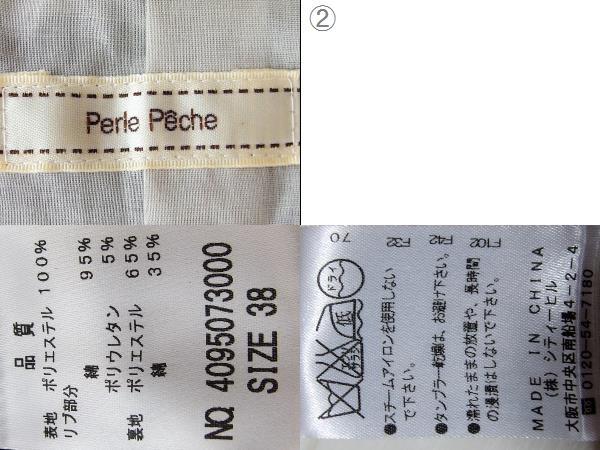 ②
Perle Pêche
品質
表地 ポリエステル 100%
リブ部分
綿 95%
ポリウレタン 5%
裏地 ポリエステル 65%
綿 35%
NO. 4095073000
SIZE 38
ドライ
低
●スチームアイロンを使用しない
で下さい。
●タンブラー乾燥は、お避け下さい。
●濡れたままの放置や、長時間
の浸漬はしないで下さい。
MADE IN CHINA
(株) シティーヒル
大阪市中央区南船場4-2-4
0120-54-7180